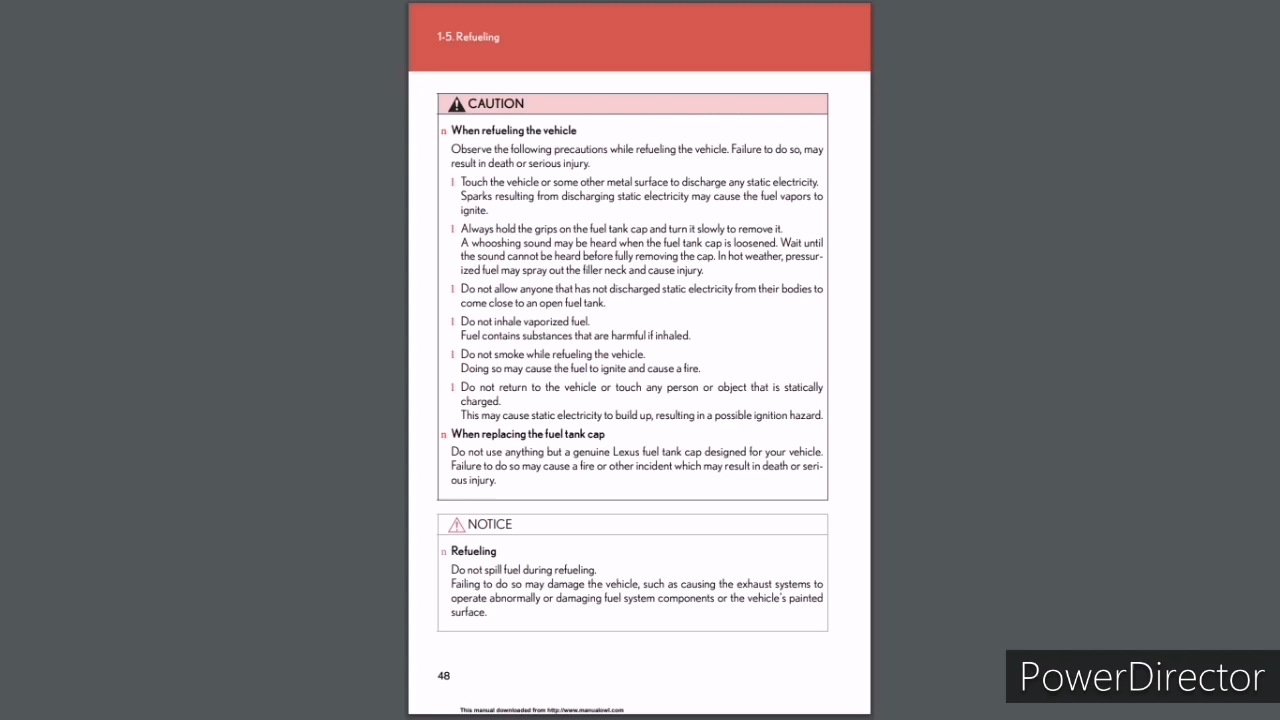 1-5. Refueling
CAUTION
n When refueling the vehicle
Observe the following precautions while refueling the vehicle. Failure to do so, may
result in death or serious injury.
l Touch the vehicle or some other metal surface to discharge any static electricity.
Sparks resulting from discharging static electricity may cause the fuel vapors to
ignite.
l Always hold the grips on the fuel tank cap and turn it slowly to remove it.
A whooshing sound may be heard when the fuel tank cap is loosened. Wait until
the sound cannot be heard before fully removing the cap. In hot weather, pressur-
ized fuel may spray out the filler neck and cause injury.
l Do not allow anyone that has not discharged static electricity from their bodies to
come close to an open fuel tank.
l Do not inhale vaporized fuel.
Fuel contains substances that are harmful if inhaled.
l Do not smoke while refueling the vehicle.
Doing so may cause the fuel to ignite and cause a fire.
l Do not return to the vehicle or touch any person or object that is statically
charged.
This may cause static electricity to build up, resulting in a possible ignition hazard.
n When replacing the fuel tank cap
Do not use anything but a genuine Lexus fuel tank cap designed for your vehicle.
Failure to do so may cause a fire or other incident which may result in death or seri-
ous injury.
NOTICE
n Refueling
Do not spill fuel during refueling.
Failing to do so may damage the vehicle, such as causing the exhaust systems to
operate abnormally or damaging fuel system components or the vehicle's painted
surface.
48
This manual downloaded from http://www.manualowl.com
PowerDirector